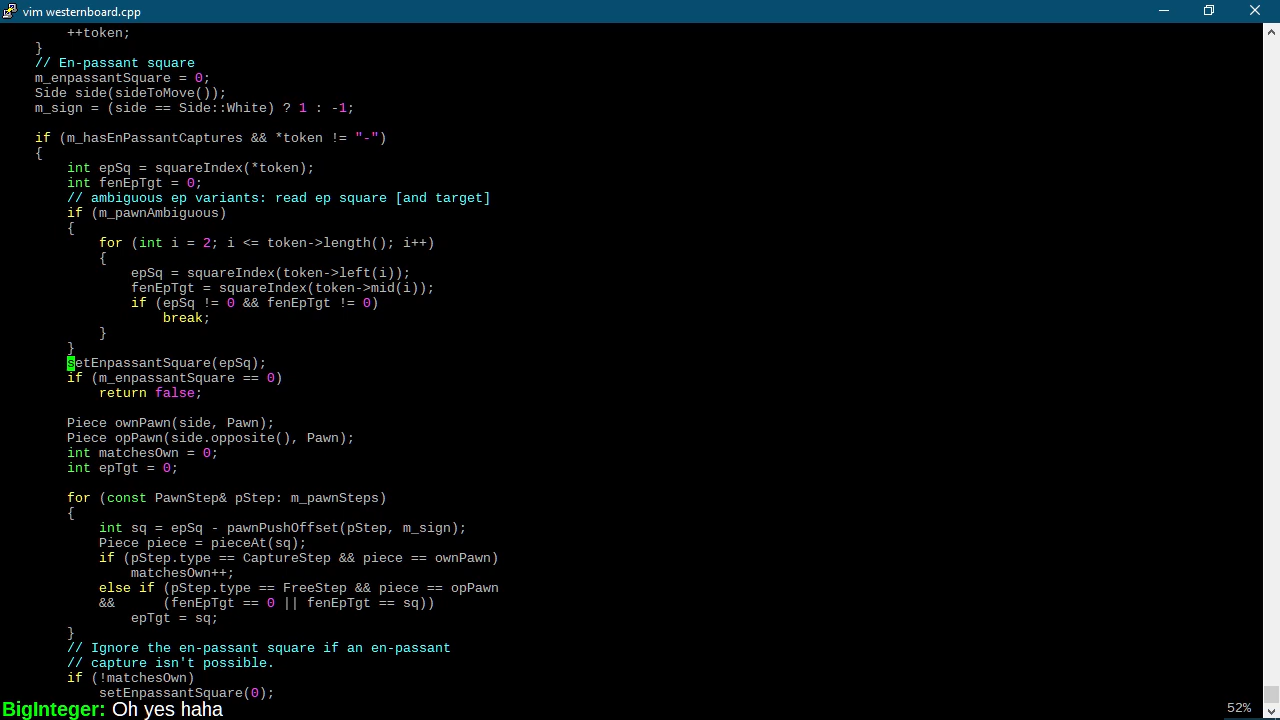 vim westernboard.cpp
++token;
}
// En-passant square
m_enpassantSquare = 0;
Side side(sideToMove());
m_sign = (side == Side::White) ? 1 : -1;
if (m_hasEnPassantCaptures && *token != "-")
{
int epSq = squareIndex(*token);
int fenEpTgt = 0;
// ambiguous ep variants: read ep square [and target]
if (m_pawnAmbiguous)
{
for (int i = 2; i <= token->length(); i++)
{
epSq = squareIndex(token->left(i));
fenEpTgt = squareIndex(token->mid(i));
if (epSq != 0 && fenEpTgt != 0)
break;
}
}
setEnpassantSquare(epSq);
if (m_enpassantSquare == 0)
return false;
Piece ownPawn(side, Pawn);
Piece opPawn(side.opposite(), Pawn);
int matchesOwn = 0;
int epTgt = 0;
for (const PawnStep& pStep: m_pawnSteps)
{
int sq = epSq - pawnPushOffset(pStep, m_sign);
Piece piece = pieceAt(sq);
if (pStep.type == CaptureStep && piece == ownPawn)
matchesOwn++;
else if (pStep.type == FreeStep && piece == opPawn
&& (fenEpTgt == 0 || fenEpTgt == sq))
epTgt = sq;
}
// Ignore the en-passant square if an en-passant
// capture isn't possible.
if (!matchesOwn)
setEnpassantSquare(0);
BigInteger: Oh yes haha
52%